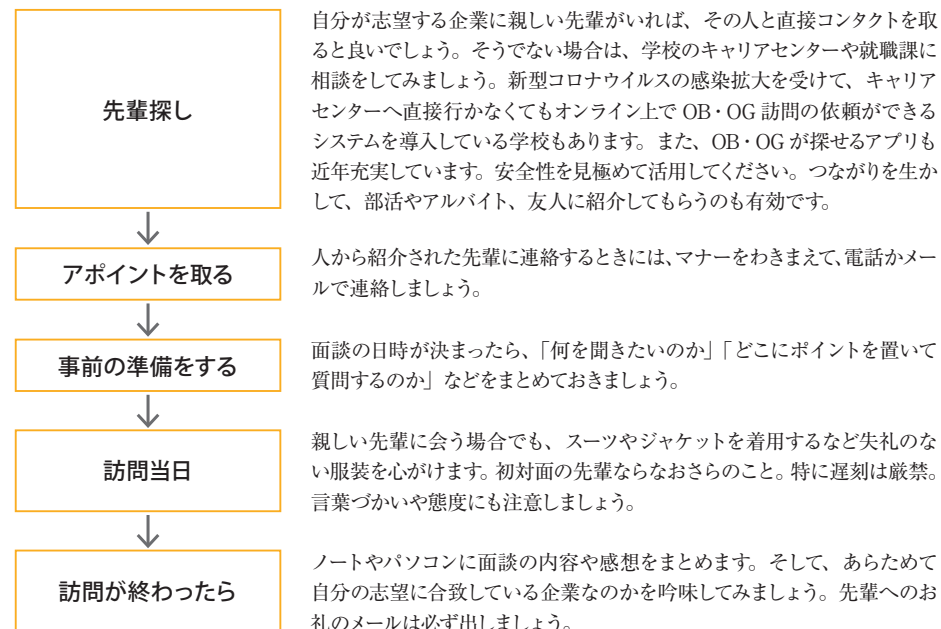 先輩探し
自分が志望する企業に親しい先輩がいれば、その人と直接コンタクトを取
ると良いでしょう。そうでない場合は、学校のキャリアセンターや就職課に
相談をしてみましょう。新型コロナウイルスの感染拡大を受けて、キャリア
センターへ直接行かなくてもオンライン上で OB・OG 訪問の依頼ができる
システムを導入している学校もあります。また、OB・OG が探せるアプリも
近年充実しています。安全性を見極めて活用してください。つながりを生か
して、部活やアルバイト、友人に紹介してもらうのも有効です。
アポイントを取る
人から紹介された先輩に連絡するときには、マナーをわきまえて、電話かメー
ルで連絡しましょう。
事前の準備をする
面談の日時が決まったら、「何を聞きたいのか」「どこにポイントを置いて
質問するのか」などをまとめておきましょう。
訪問当日
親しい先輩に会う場合でも、スーツやジャケットを着用するなど失礼のな
い服装を心がけます。初対面の先輩ならなおさらのこと。特に遅刻は厳禁。
言葉づかいや態度にも注意しましょう。
訪問が終わったら
ノートやパソコンに面談の内容や感想をまとめます。そして、あらためて
自分の志望に合致している企業なのかを吟味してみましょう。先輩へのお
礼のメールは必ず出しましょう。